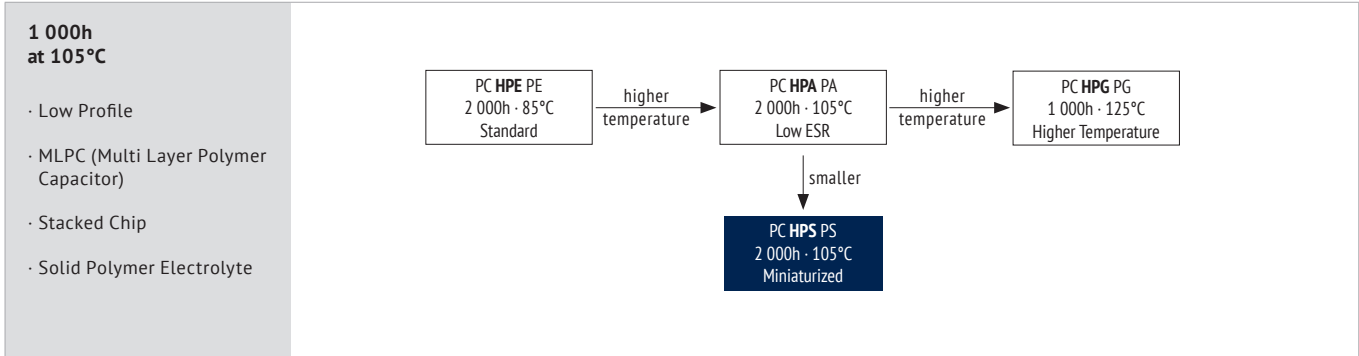 1 000h
at 105°C
· Low Profile
· MLPC (Multi Layer Polymer
Capacitor)
· Stacked Chip
· Solid Polymer Electrolyte
PC HPE PE
2 000h · 85°C
Standard
higher
temperature
PC HPA PA
2 000h · 105°C
Low ESR
higher
temperature
PC HPG PG
1 000h · 125°C
Higher Temperature
smaller
PC HPS PS
2 000h · 105°C
Miniaturized